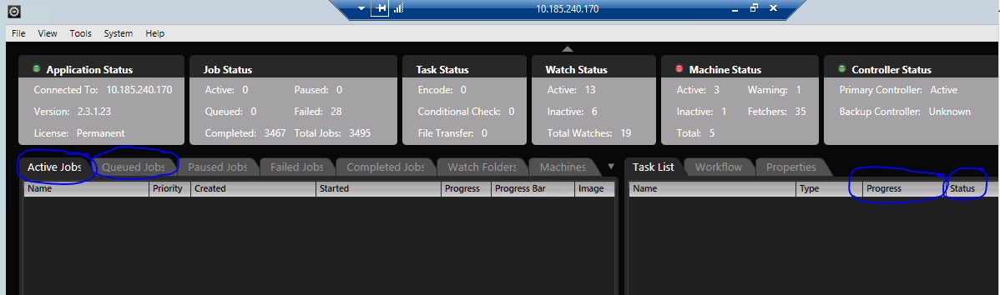 10.185.240.170
File View Tools System Help
Application Status
Connected To: 10.185.240.170
Version: 2.3.1.23
License: Permanent
Job Status
Active: 0 Paused: 0
Queued: 0 Failed: 28
Completed: 3467 Total Jobs: 3495
Task Status
Encode: 0
Conditional Check: 0
File Transfer: 0
Watch Status
Active: 13
Inactive: 6
Total Watches: 19
Machine Status
Active: 3 Warning: 1
Inactive: 1 Fetchers: 35
Total: 5
Controller Status
Primary Controller: Active
Backup Controller: Unknown
Active Jobs Queued Jobs Paused Jobs Failed Jobs Completed Jobs Watch Folders Machines
Name Priority Created Started Progress Progress Bar Image
Task List Workflow Properties
Name Type Progress Status